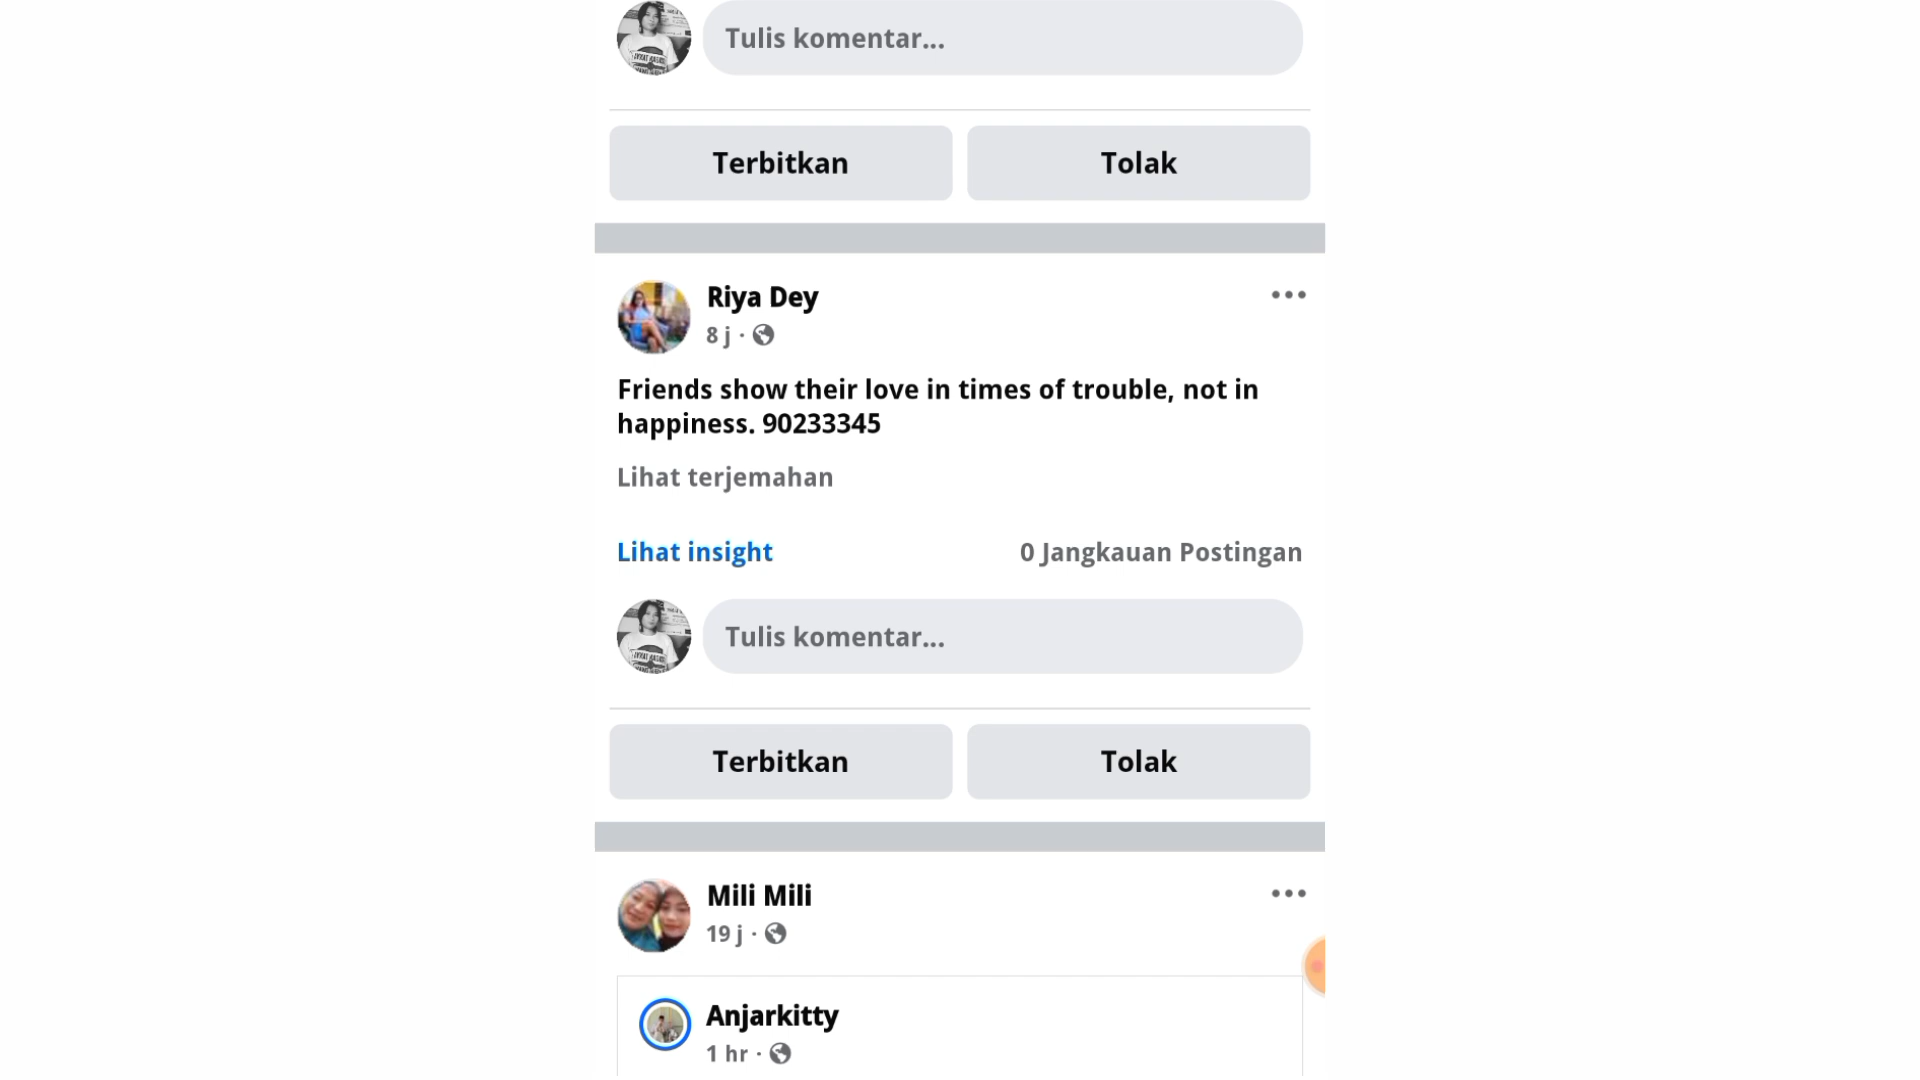 Tulis komentar...
Terbitkan
Tolak
Riya Dey
8 j ·
Friends show their love in times of trouble, not in
happiness. 90233345
Lihat terjemahan
Lihat insight
0 Jangkauan Postingan
Tulis komentar...
Terbitkan
Tolak
Mili Mili
19 j ·
Anjarkitty
1 hr ·